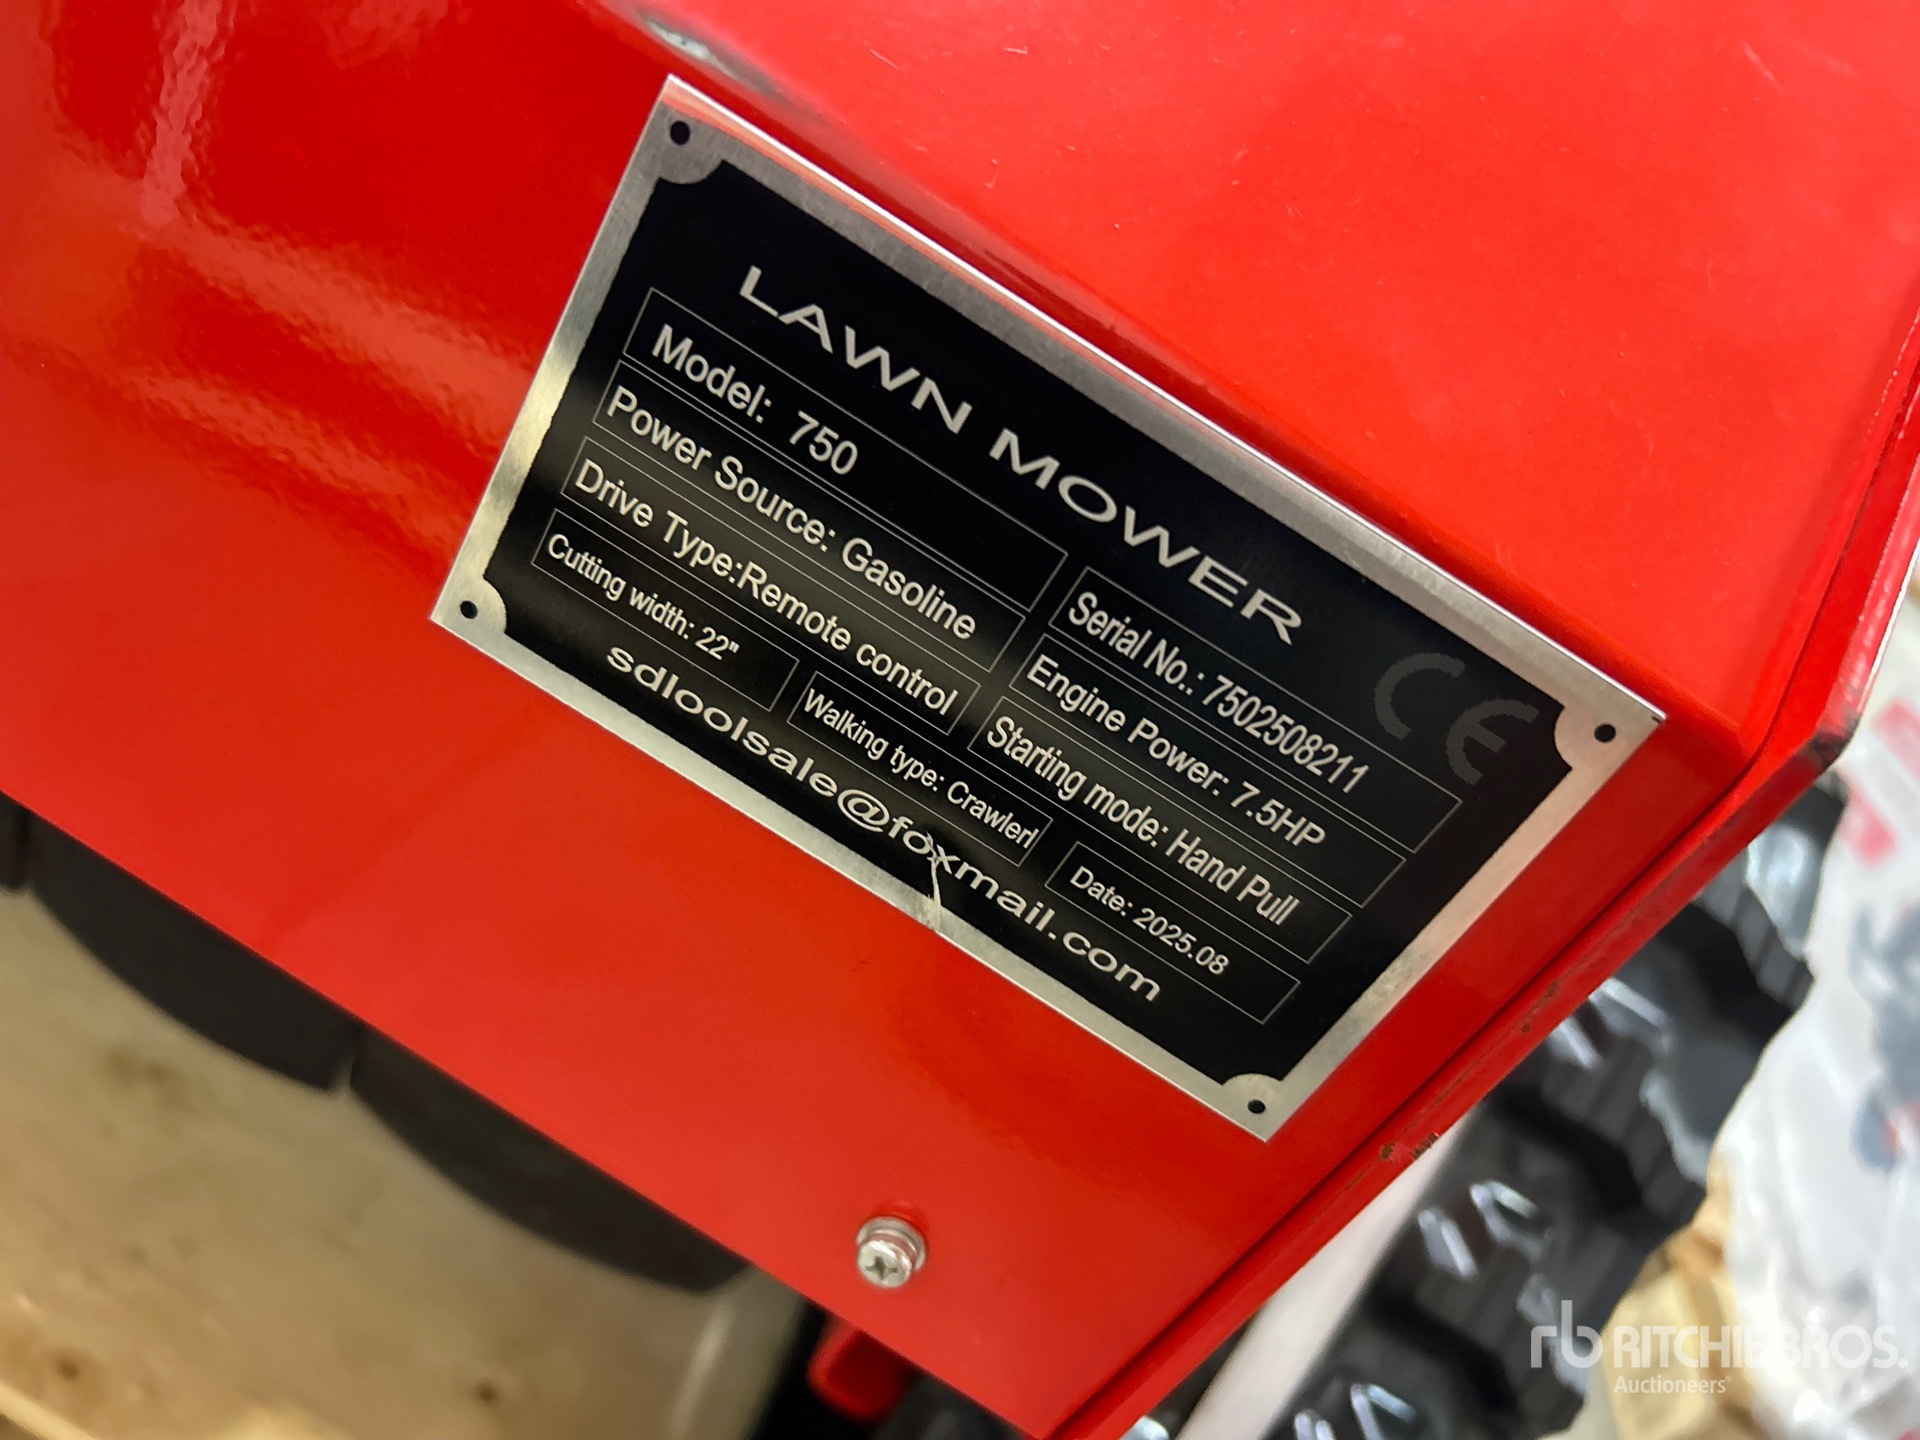 LAWN MOWER
Model: 750
Serial No.: 7502508211
Power Source: Gasoline
Engine Power: 7.5HP
Drive Type:Remote control
Starting mode: Hand Pull
Cutting width: 22"
Walking type: Crawlerl
Date: 2025.08
sdloolsale@foxmail.com
CE
rb RITCHIE BROS.
Auctioneers